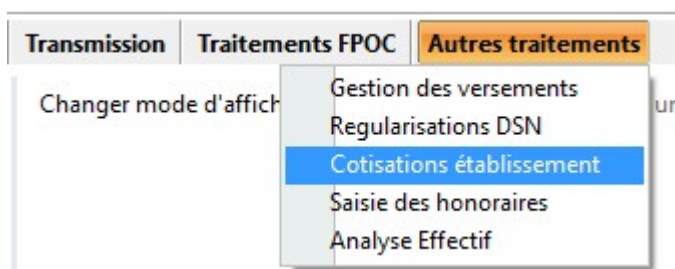 Transmission Traitements FPOC Autres traitements
Gestion des versements
Changer mode d'affich
Regularisations DSN
Cotisations établissement
Saisie des honoraires
Analyse Effectif